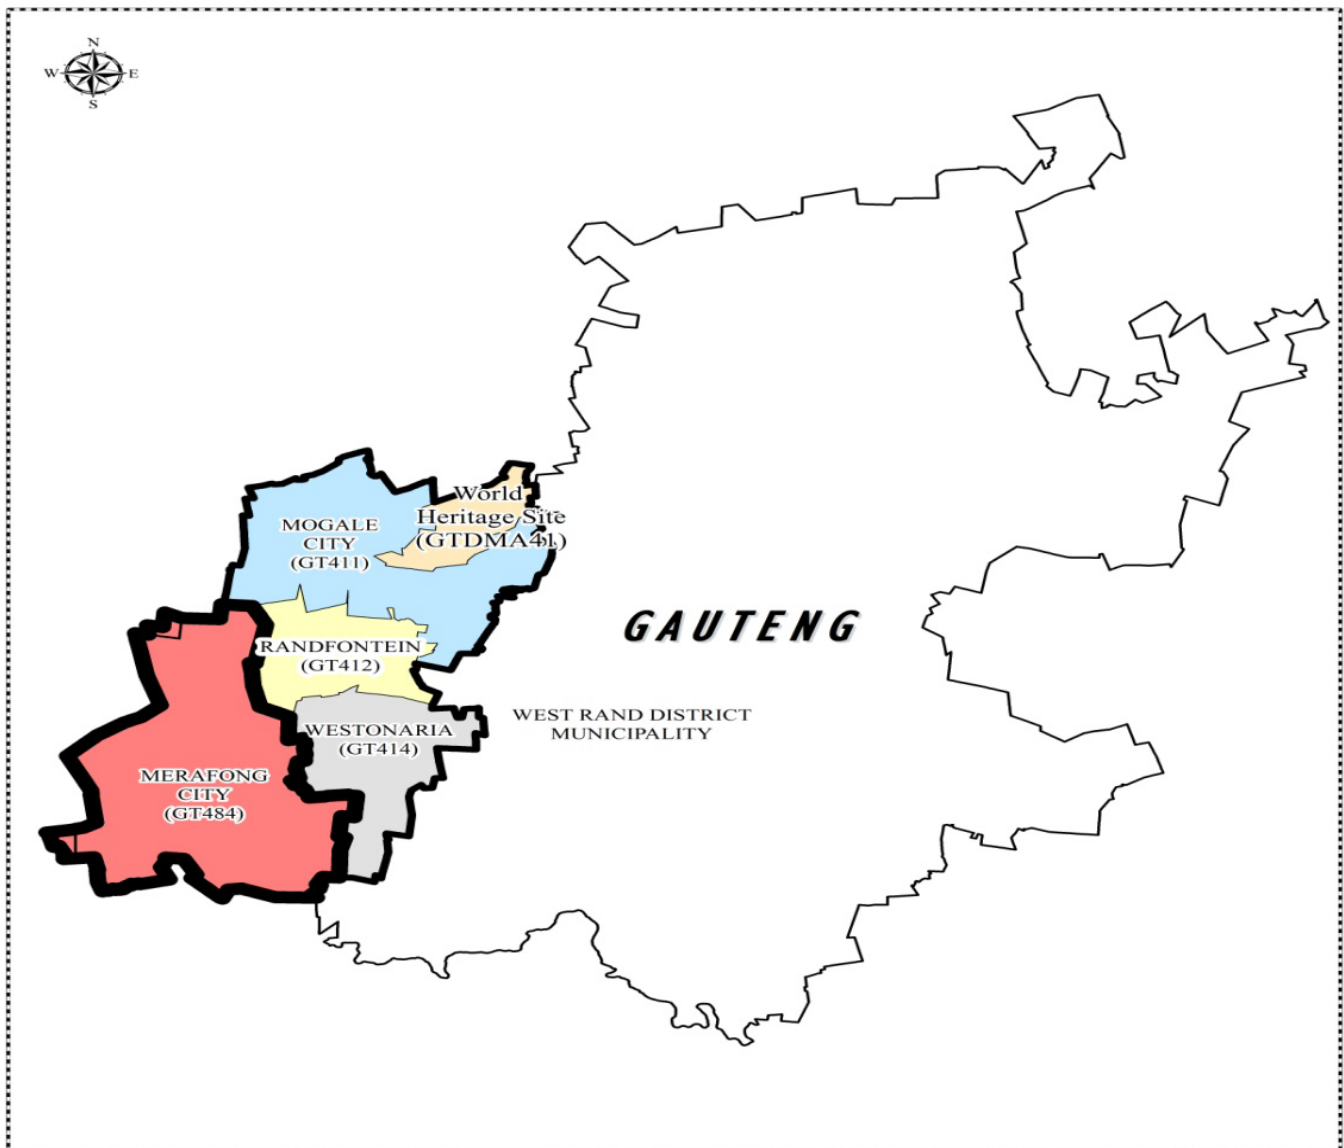 N
W E
S
World
Heritage Site
(GTDMA41)
MOGALE
CITY
(GT411)
GAUTENG
RANDFONTEIN
(GT412)
WEST RAND DISTRICT
MUNICIPALITY
WESTONARIA
(GT414)
MERAFONG
CITY
(GT484)